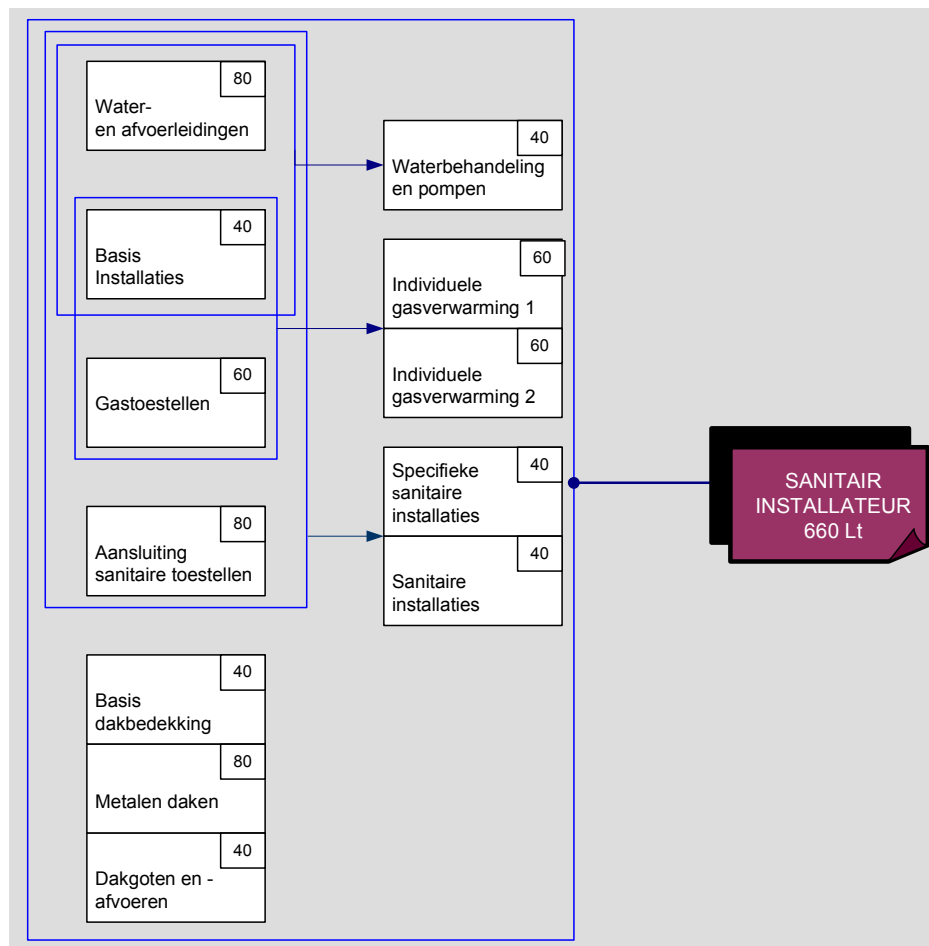 80
Water-
en afvoerleidingen
40
Waterbehandeling
en pompen
40
Basis
Installaties
60
Individuele
gasverwarming 1
60
Individuele
gasverwarming 2
60
Gastoestellen
40
Specifieke
sanitaire
installaties
SANITAIR
INSTALLATEUR
660 Lt
80
Aansluiting
sanitaire toestellen
40
Sanitaire
installaties
40
Basis
dakbedekking
80
Metalen daken
40
Dakgoten en -
afvoeren